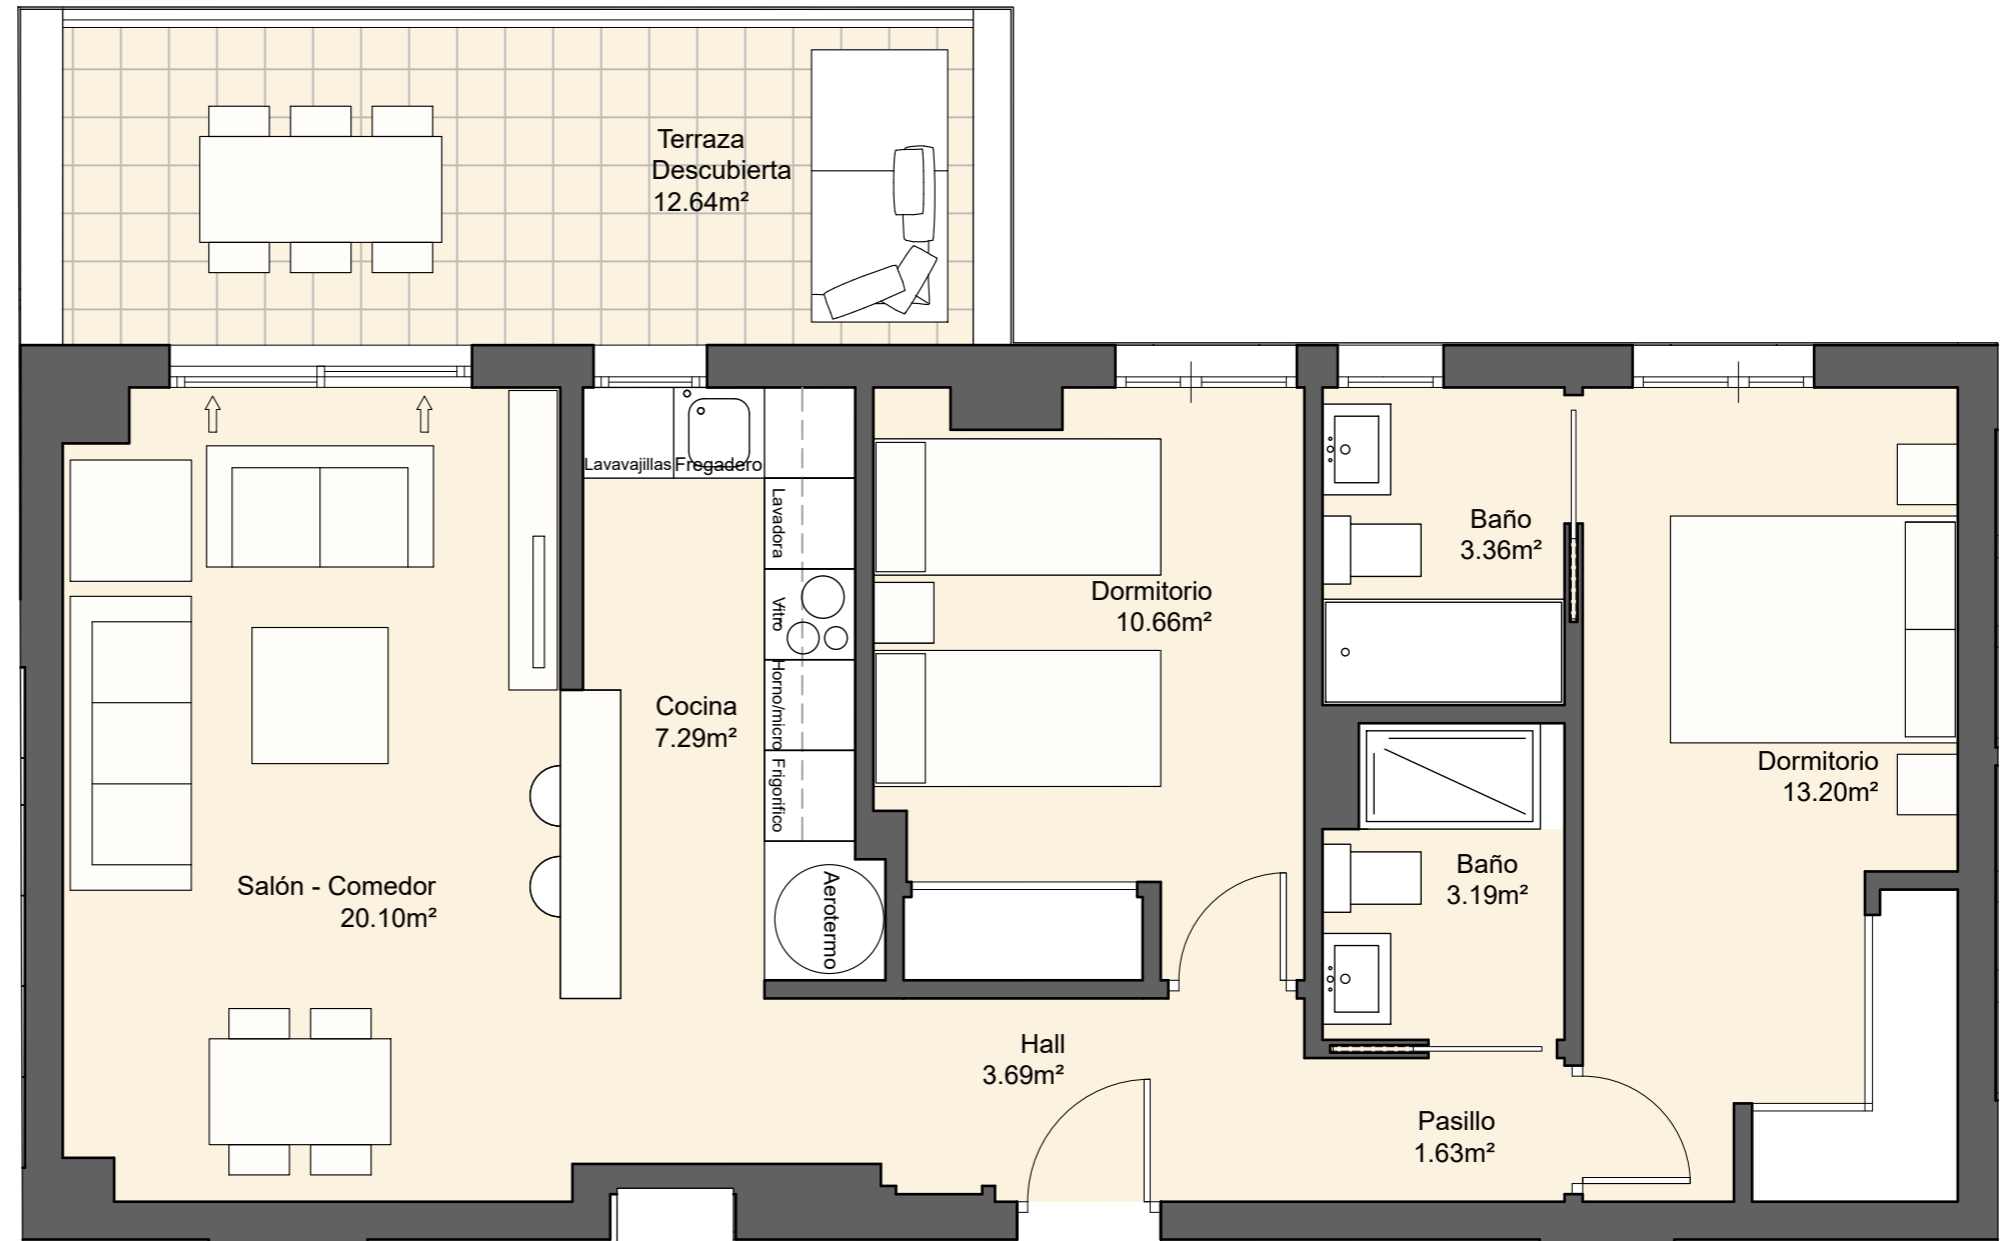 Terraza
Descubierta
12.64m²
Lavavajillas
Fregadero
Lavadora
Vitro
Horno/micro
Frigorífico
Aerotermo
Cocina
7.29m²
Dormitorio
10.66m²
Baño
3.36m²
Dormitorio
13.20m²
Salón - Comedor
20.10m²
Baño
3.19m²
Hall
3.69m²
Pasillo
1.63m²